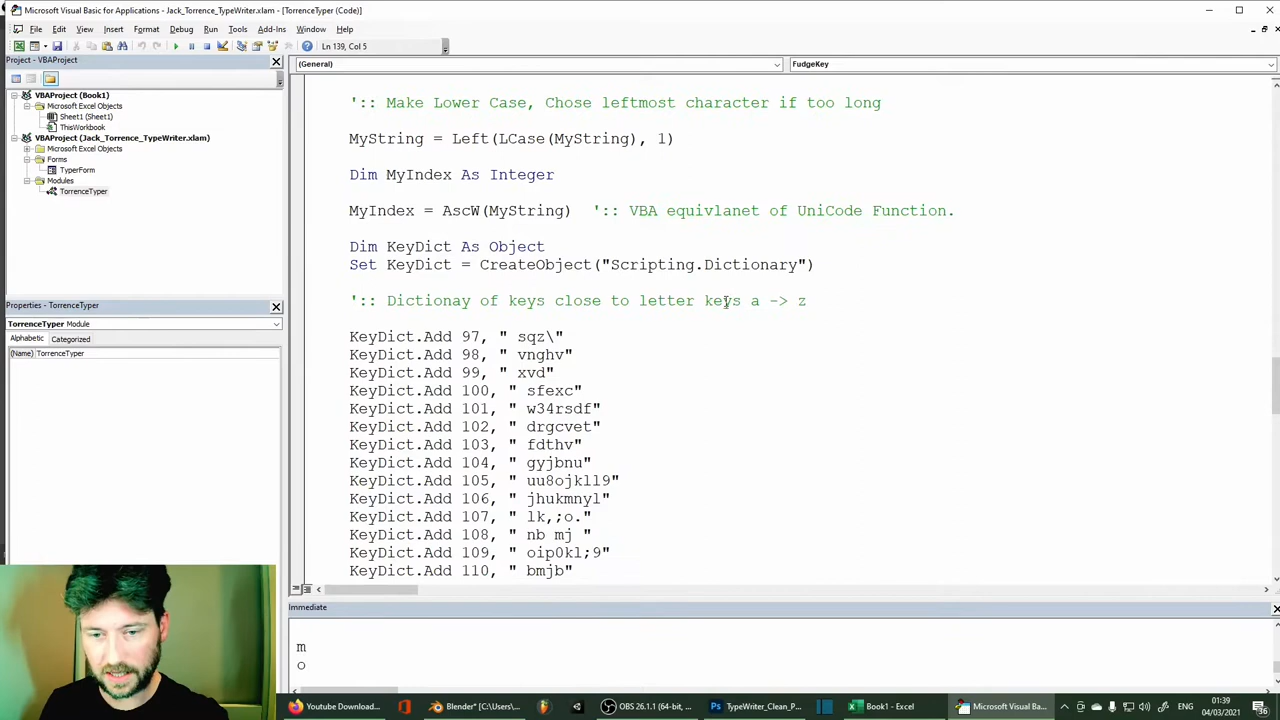 Microsoft Visual Basic for Applications - Jack_Torrence_TypeWriter.xlam - [TorrenceTyper (Code)]
File Edit View Insert Format Debug Run Tools Add-Ins Window Help
Ln 139, Col 5
Project - VBAProject
(General)
FudgeKey
VBAProject (Book1)
Microsoft Excel Objects
Sheet1 (Sheet1)
ThisWorkbook
VBAProject (Jack_Torrence_TypeWriter.xlam)
Microsoft Excel Objects
Forms
TyperForm
Modules
TorrenceTyper
Properties - TorrenceTyper
TorrenceTyper Module
Alphabetic Categorized
(Name) TorrenceTyper
':: Make Lower Case, Chose leftmost character if too long
MyString = Left(LCase(MyString), 1)
Dim MyIndex As Integer
MyIndex = AscW(MyString) ':: VBA equivlanet of UniCode Function.
Dim KeyDict As Object
Set KeyDict = CreateObject("Scripting.Dictionary")
':: Dictionay of keys close to letter keys a -> z
KeyDict.Add 97, " sqz\"
KeyDict.Add 98, " vnghv"
KeyDict.Add 99, " xvd"
KeyDict.Add 100, " sfexc"
KeyDict.Add 101, " w34rsdf"
KeyDict.Add 102, " drgcvet"
KeyDict.Add 103, " fdthv"
KeyDict.Add 104, " gyjbnu"
KeyDict.Add 105, " uu8ojkll9"
KeyDict.Add 106, " jhukmnyl"
KeyDict.Add 107, " lk,;o."
KeyDict.Add 108, " nb mj "
KeyDict.Add 109, " oip0kl;9"
KeyDict.Add 110, " bmjb"
Immediate
m
o
Youtube Download...
Blender* [C:\Users\...
OBS 26.1.1 (64-bit, ...
TypeWriter_Clean_P...
Book1 - Excel
Microsoft Visual Ba...
ENG
01:39
04/03/2021
36